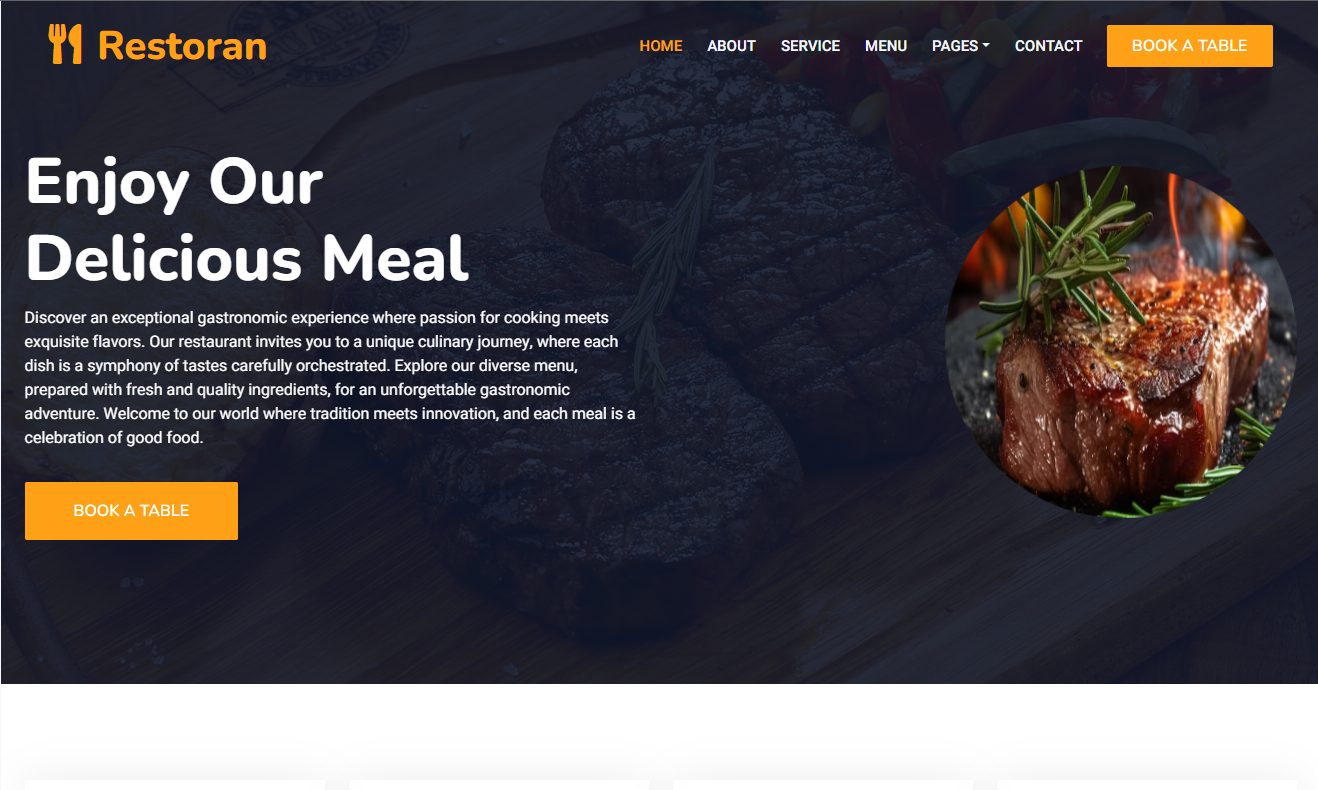 Restoran
HOME ABOUT SERVICE MENU PAGES CONTACT BOOK A TABLE
Enjoy Our
Delicious Meal
Discover an exceptional gastronomic experience where passion for cooking meets
exquisite flavors. Our restaurant invites you to a unique culinary journey, where each
dish is a symphony of tastes carefully orchestrated. Explore our diverse menu,
prepared with fresh and quality ingredients, for an unforgettable gastronomic
adventure. Welcome to our world where tradition meets innovation, and each meal is a
celebration of good food.
BOOK A TABLE